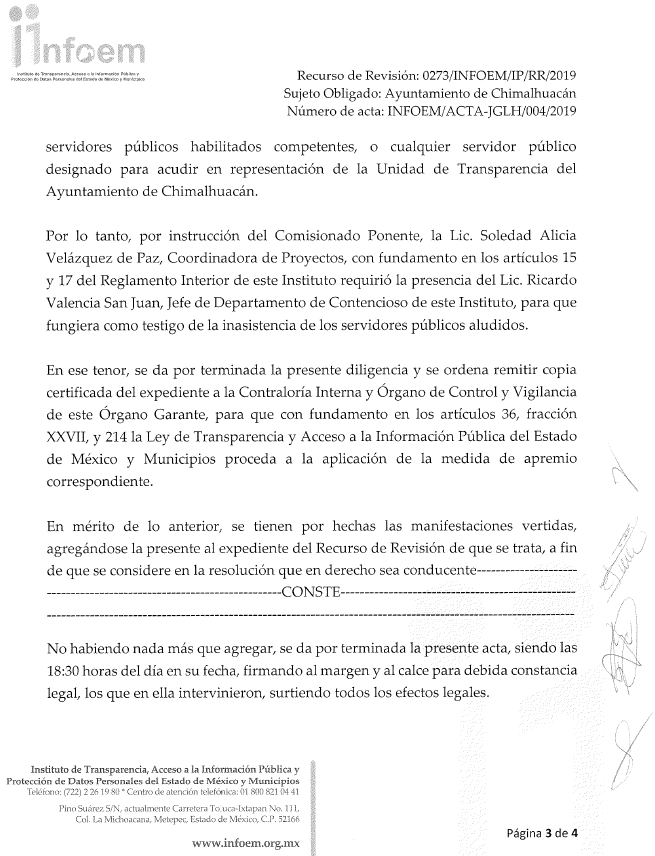 infoem
Instituto de Transparencia, Acceso a la Información Pública y
Protección de Datos Personales del Estado de México y Municipios
Recurso de Revisión: 0273/INFOEM/IP/RR/2019
Sujeto Obligado: Ayuntamiento de Chimalhuacán
Número de acta: INFOEM/ACTA-JGLH/004/2019
servidores públicos habilitados competentes, o cualquier servidor público
designado para acudir en representación de la Unidad de Transparencia del
Ayuntamiento de Chimalhuacán.
Por lo tanto, por instrucción del Comisionado Ponente, la Lic. Soledad Alicia
Velázquez de Paz, Coordinadora de Proyectos, con fundamento en los artículos 15
y 17 del Reglamento Interior de este Instituto requirió la presencia del Lic. Ricardo
Valencia San Juan, Jefe de Departamento de Contencioso de este Instituto, para que
fungiera como testigo de la inasistencia de los servidores públicos aludidos.
En ese tenor, se da por terminada la presente diligencia y se ordena remitir copia
certificada del expediente a la Contraloría Interna y Órgano de Control y Vigilancia
de este Órgano Garante, para que con fundamento en los artículos 36, fracción
XXVII, y 214 la Ley de Transparencia y Acceso a la Información Pública del Estado
de México y Municipios proceda a la aplicación de la medida de apremio
correspondiente.
En mérito de lo anterior, se tienen por hechas las manifestaciones vertidas,
agregándose la presente al expediente del Recurso de Revisión de que se trata, a fin
de que se considere en la resolución que en derecho sea conducente---------------------
--------------------------------------------------CONSTE--------------------------------------------------
----------------------------------------------------------------------------------------------------------------
No habiendo nada más que agregar, se da por terminada la presente acta, siendo las
18:30 horas del día en su fecha, firmando al margen y al calce para debida constancia
legal, los que en ella intervinieron, surtiendo todos los efectos legales.
Instituto de Transparencia, Acceso a la Información Pública y
Protección de Datos Personales del Estado de México y Municipios
Teléfono: (722) 2 26 19 80 * Centro de atención telefónica: 01 800 821 04 41
Pino Suárez S/N, actualmente Carretera Toluca-Ixtapan No. 111,
Col. La Michoacana, Metepec, Estado de México, C.P. 52166
www.infoem.org.mx
Página 3 de 4